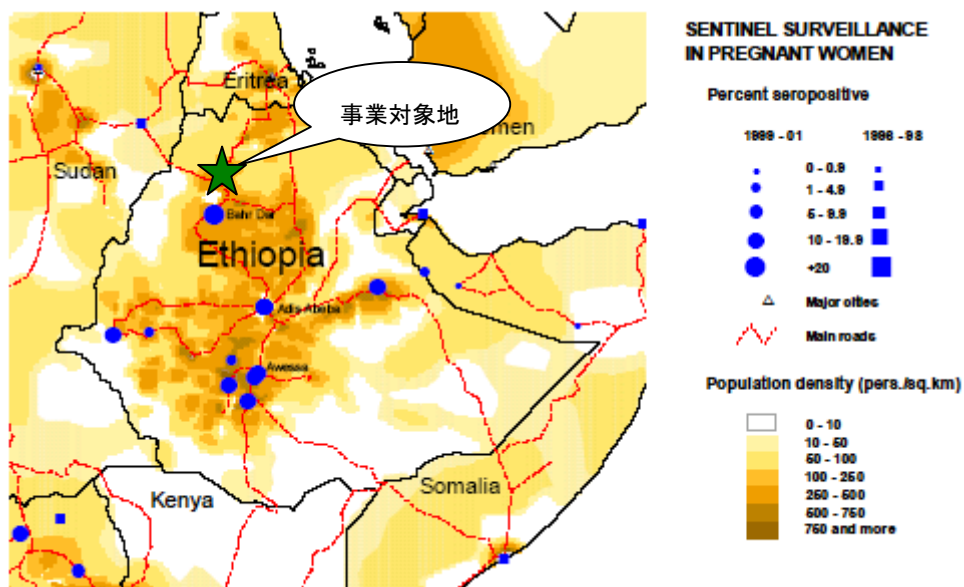 Eritrea
事業対象地
Sudan
Bahr Dar
Ethiopia
Adis Abeba
Awessa
Kenya
Somalia
SENTINEL SURVEILLANCE
IN PREGNANT WOMEN
Percent seropositive
1999 - 01 1996 - 98
0 - 0.9
1 - 4.9
5 - 9.9
10 - 19.9
+20
Major cities
Main roads
Population density (pers./sq.km)
0 - 10
10 - 50
50 - 100
100 - 250
250 - 500
500 - 750
750 and more